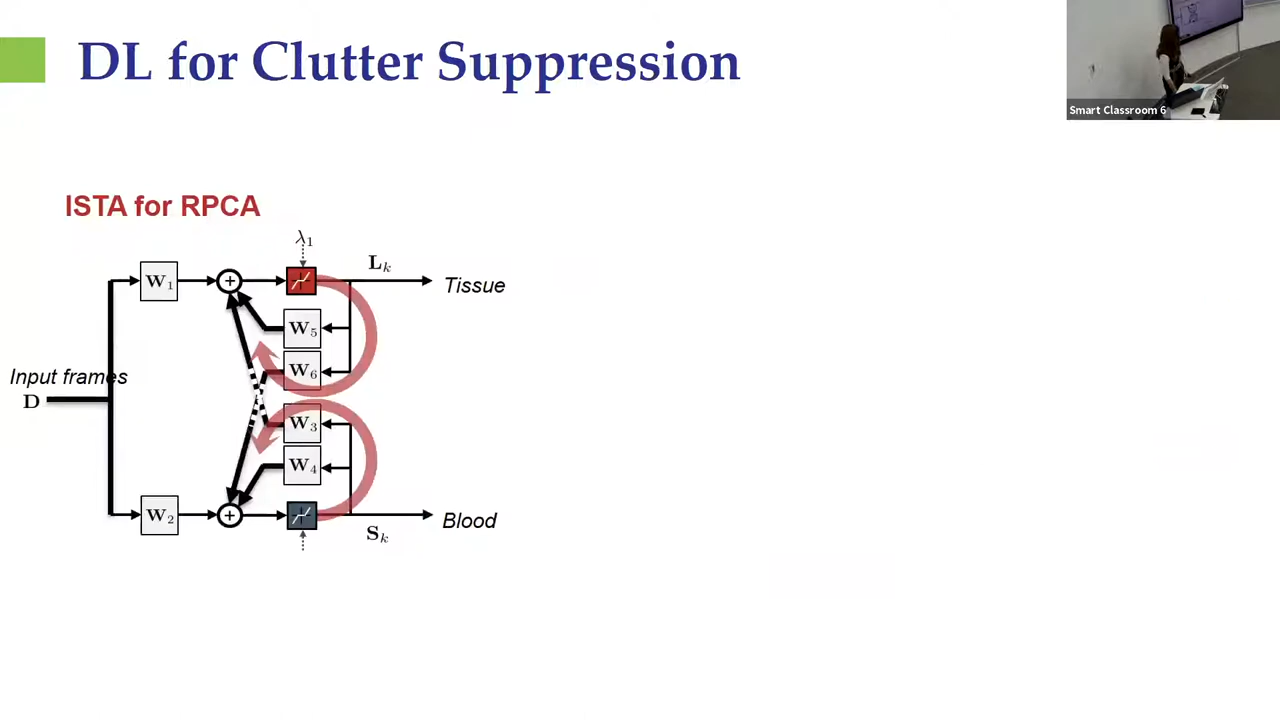 DL for Clutter Suppression
Smart Classroom 6
ISTA for RPCA
λ₁
W₁
Lₖ
Tissue
W₅
W₆
Input frames
D
W₃
W₄
W₂
Blood
Sₖ